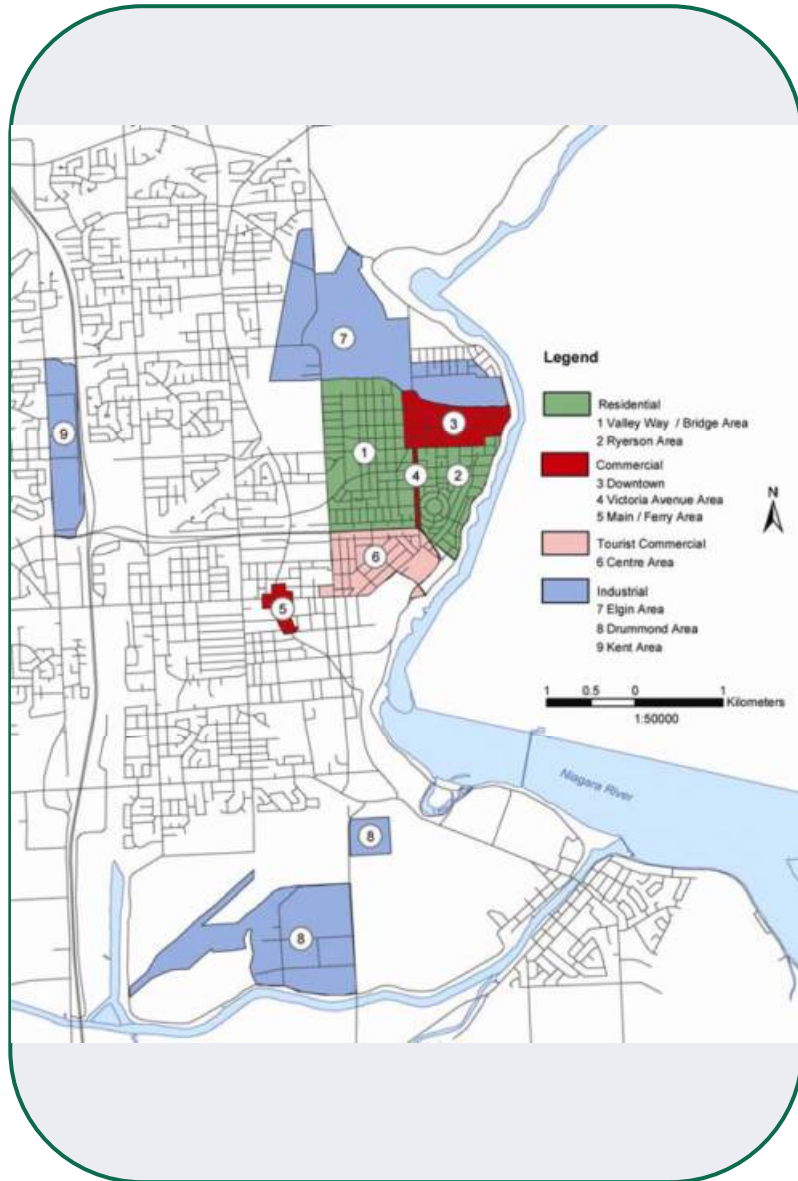 7
9
3
1
4
2
6
5
8
8
Legend
Residential
1 Valley Way / Bridge Area
2 Ryerson Area
Commercial
3 Downtown
4 Victoria Avenue Area
5 Main / Ferry Area
Tourist Commercial
6 Centre Area
Industrial
7 Elgin Area
8 Drummond Area
9 Kent Area
N
1 0.5 0 1
Kilometers
1:50000
Niagara River